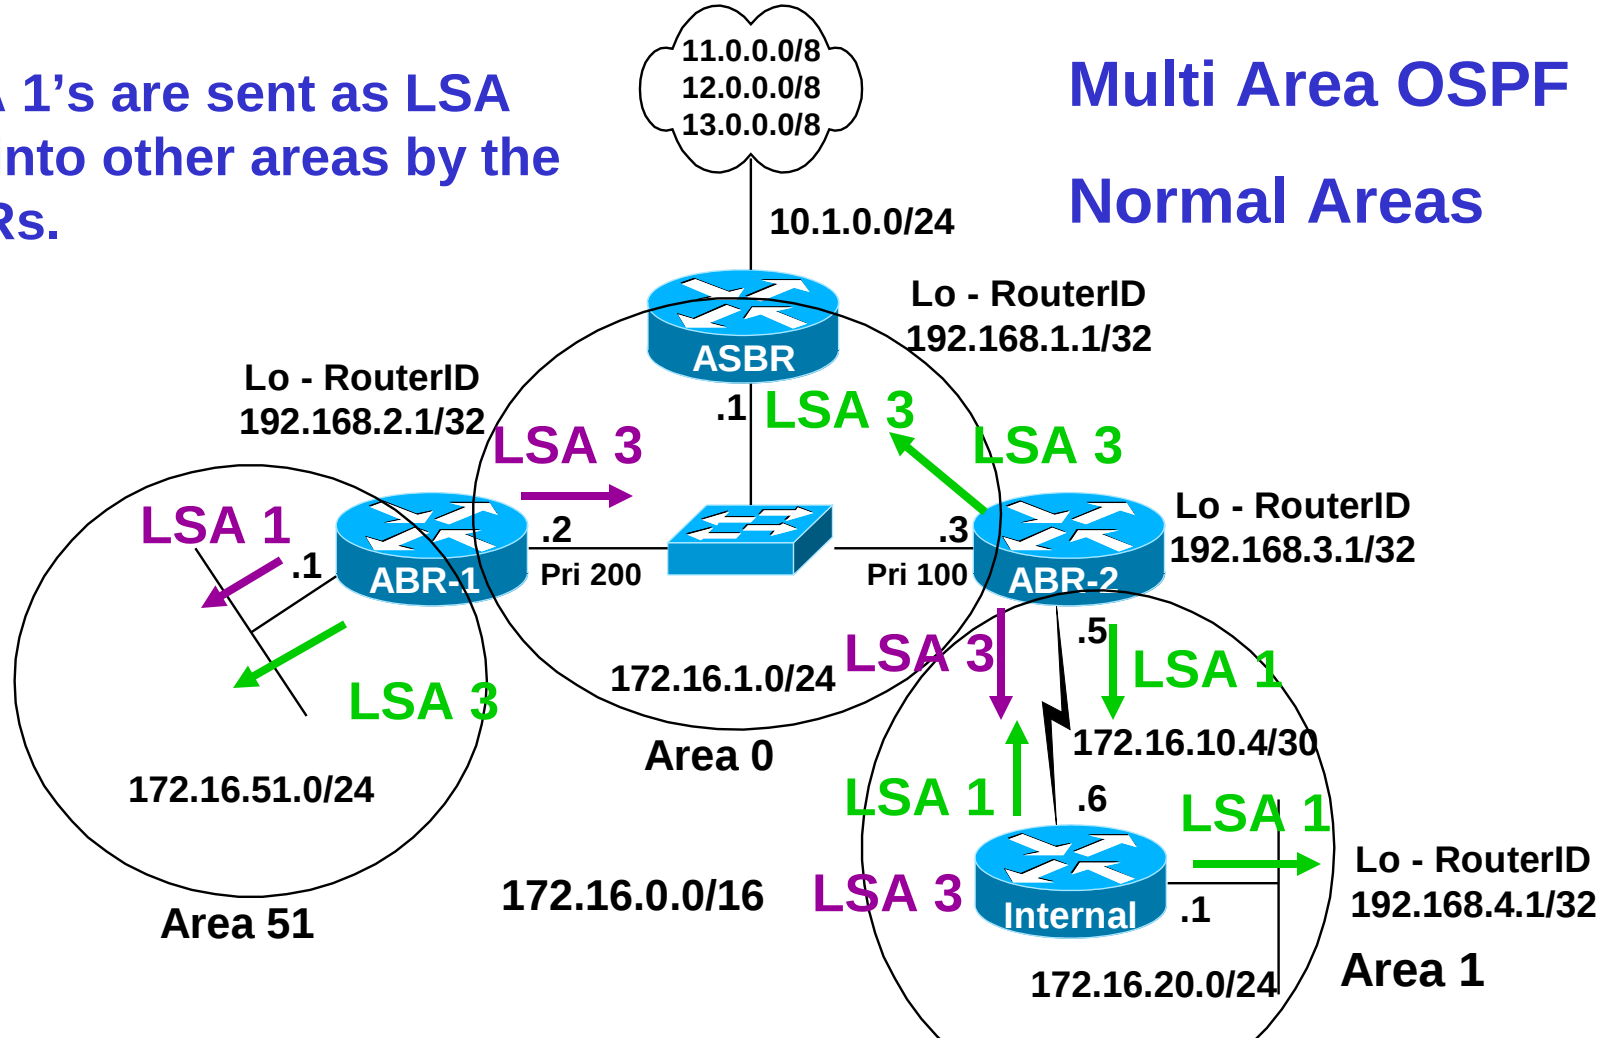 11.0.0.0/8
12.0.0.0/8
13.0.0.0/8
Multi Area OSPF
Normal Areas
1’s are sent as LSA
into other areas by the
Rs.
10.1.0.0/24
Lo - RouterID
192.168.1.1/32
ASBR
.1
LSA 3
Lo - RouterID
192.168.2.1/32
LSA 3
LSA 3
LSA 1
.1
ABR-1
.2
Pri 200
.3
Pri 100
ABR-2
Lo - RouterID
192.168.3.1/32
LSA 3
172.16.51.0/24
Area 51
172.16.1.0/24
Area 0
LSA 3
.5
LSA 1
172.16.10.4/30
LSA 1
.6
LSA 1
172.16.0.0/16
LSA 3
Internal
.1
Lo - RouterID
192.168.4.1/32
172.16.20.0/24
Area 1